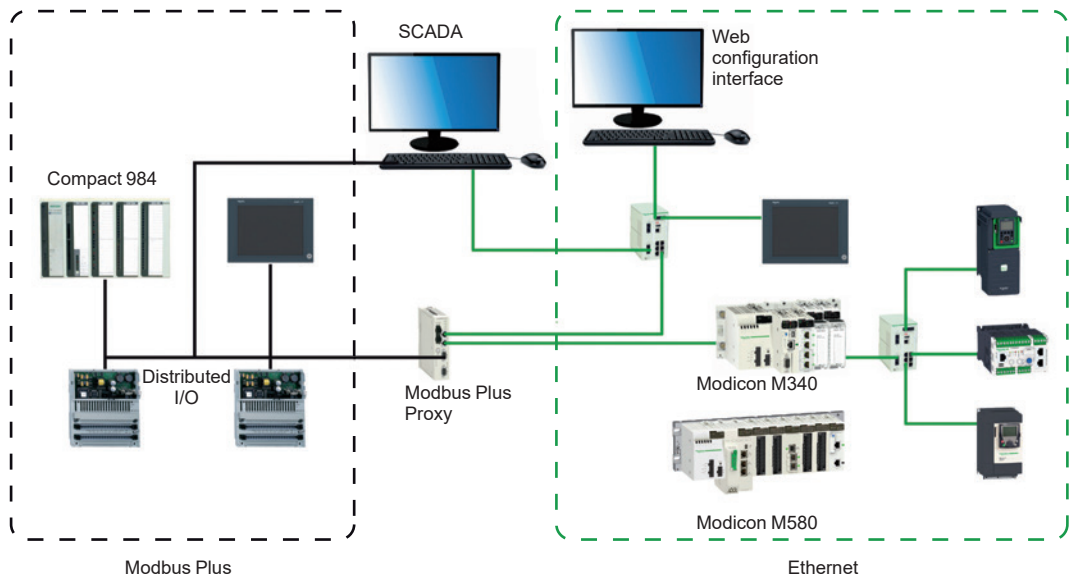 SCADA
Web
configuration
interface
Compact 984
Distributed
I/O
Modbus Plus
Proxy
Modicon M340
Modicon M580
Modbus Plus
Ethernet